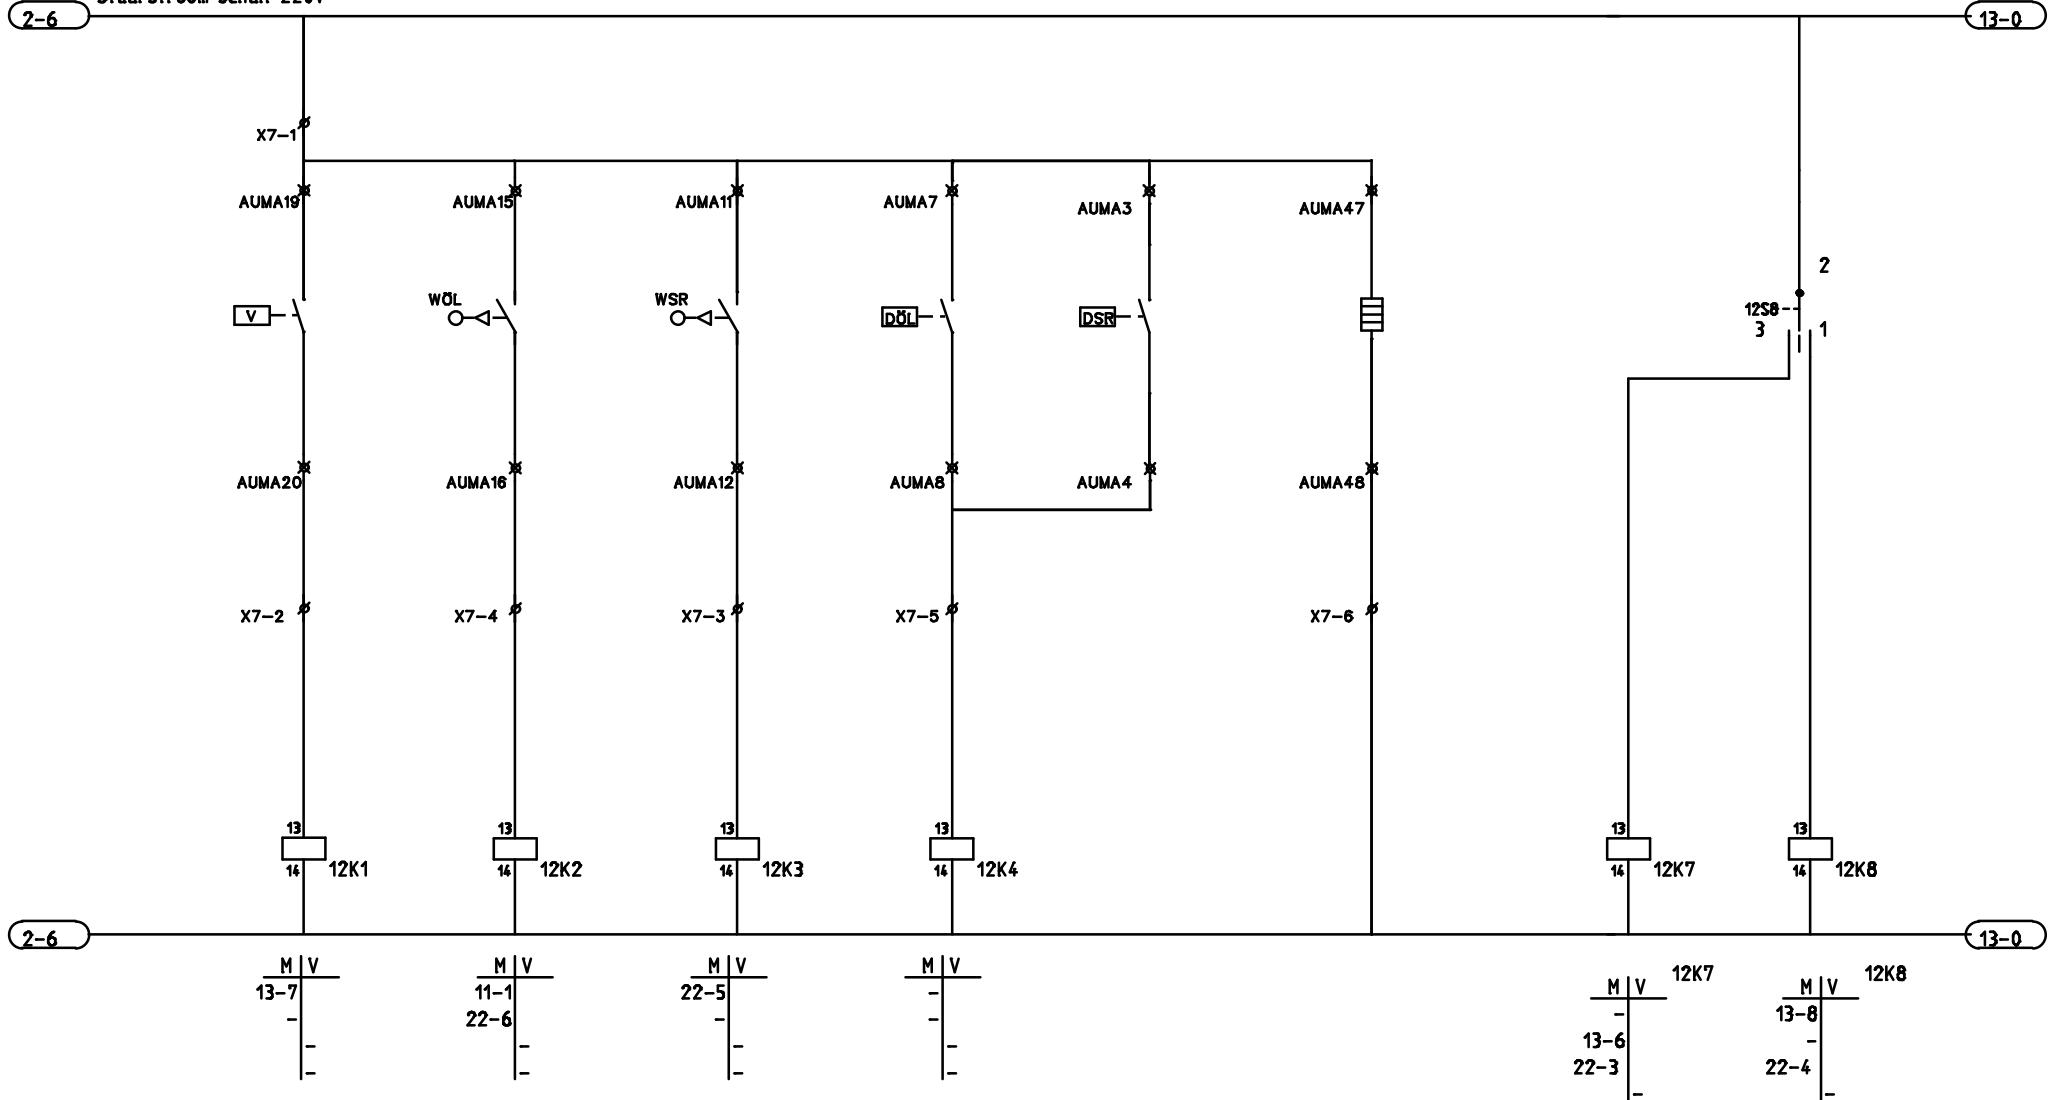 2-6
13-0
X7-1
AUMA19 AUMA15 AUMA11 AUMA7 AUMA3 AUMA47
2
V WÖL WSR DÖL DSR 12S8
3 1
AUMA20 AUMA16 AUMA12 AUMA8 AUMA4 AUMA48
X7-2 X7-4 X7-3 X7-5 X7-6
13 13 13 13 13 13
14 12K1 14 12K2 14 12K3 14 12K4 14 12K7 14 12K8
2-6 13-0
M V M V M V M V 12K7 12K8
13-7 11-1 22-5 - M V M V
- 22-6 - - - 13-8
13-6 -
- - - - 22-3 22-4
- - - - - -